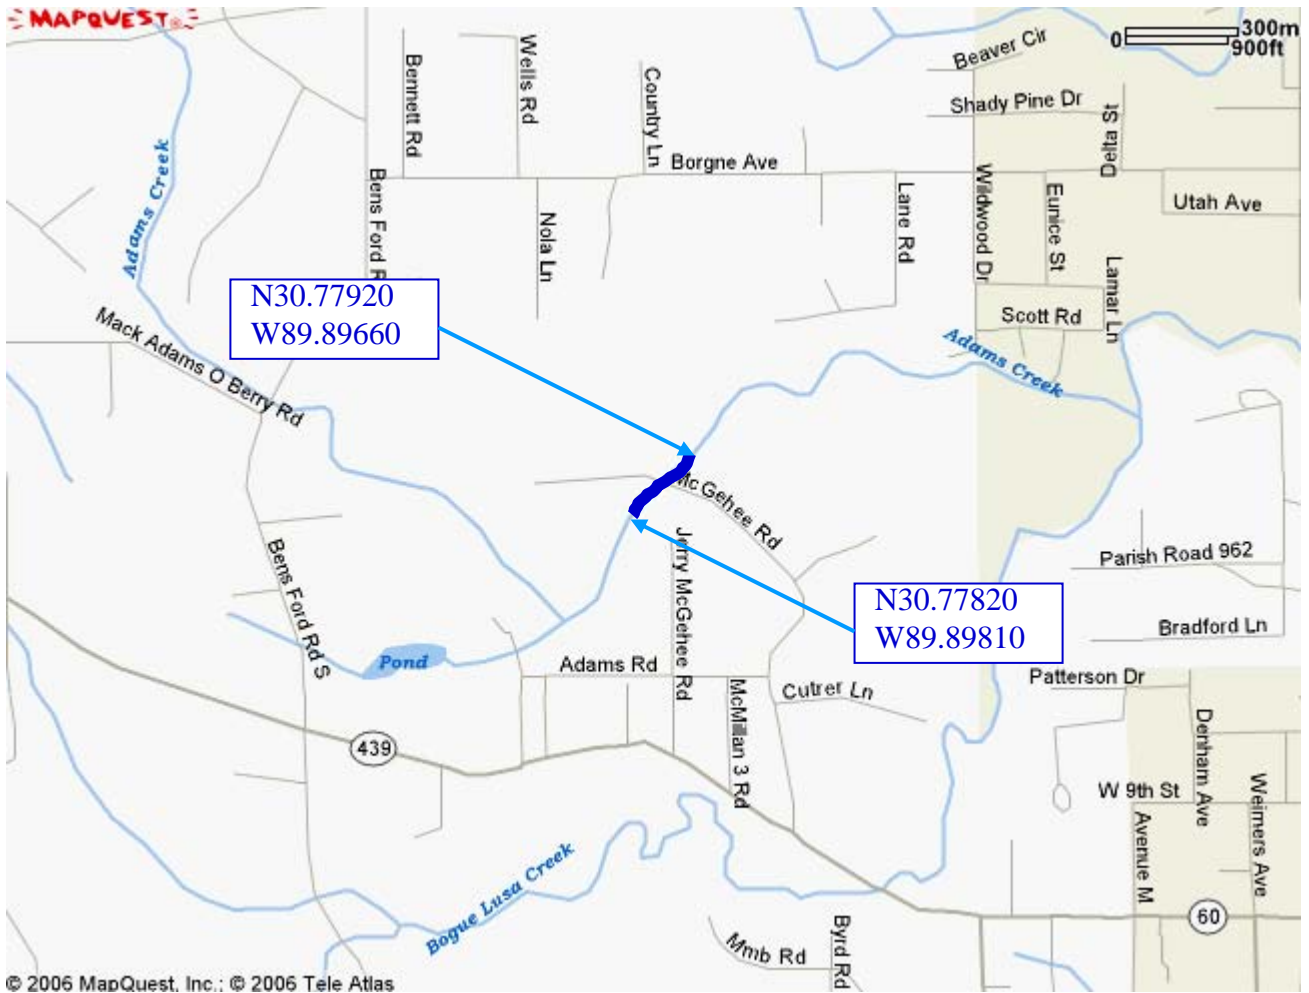 MAPQUEST®
0 300m
900ft
Beaver Cir
Shady Pine Dr
Delta St
Bennett Rd
Wells Rd
Country Ln
Borgne Ave
Adams Creek
Bens Ford R
Nola Ln
Lane Rd
Wildwood Dr
Eunice St
Utah Ave
Lamar Ln
N30.77920
W89.89660
Scott Rd
Mack Adams O Berry Rd
Adams Creek
Mc Gehee Rd
Jerry McGehee Rd
Bens Ford Rd S
Parish Road 962
N30.77820
W89.89810
Bradford Ln
Pond
Adams Rd
Patterson Dr
McMillan 3 Rd
Cutrer Ln
Denham Ave
439
W 9th St
Weimers Ave
Avenue M
Bogue Lusa Creek
60
Mmb Rd
Byrd Rd
© 2006 MapQuest, Inc.; © 2006 Tele Atlas